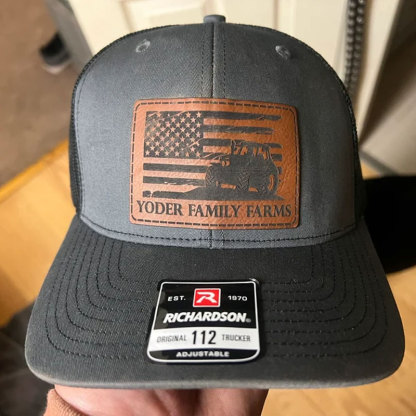 YODER FAMILY FARMS
EST. R 1970
RICHARDSON®
ORIGINAL 112 TRUCKER
ADJUSTABLE